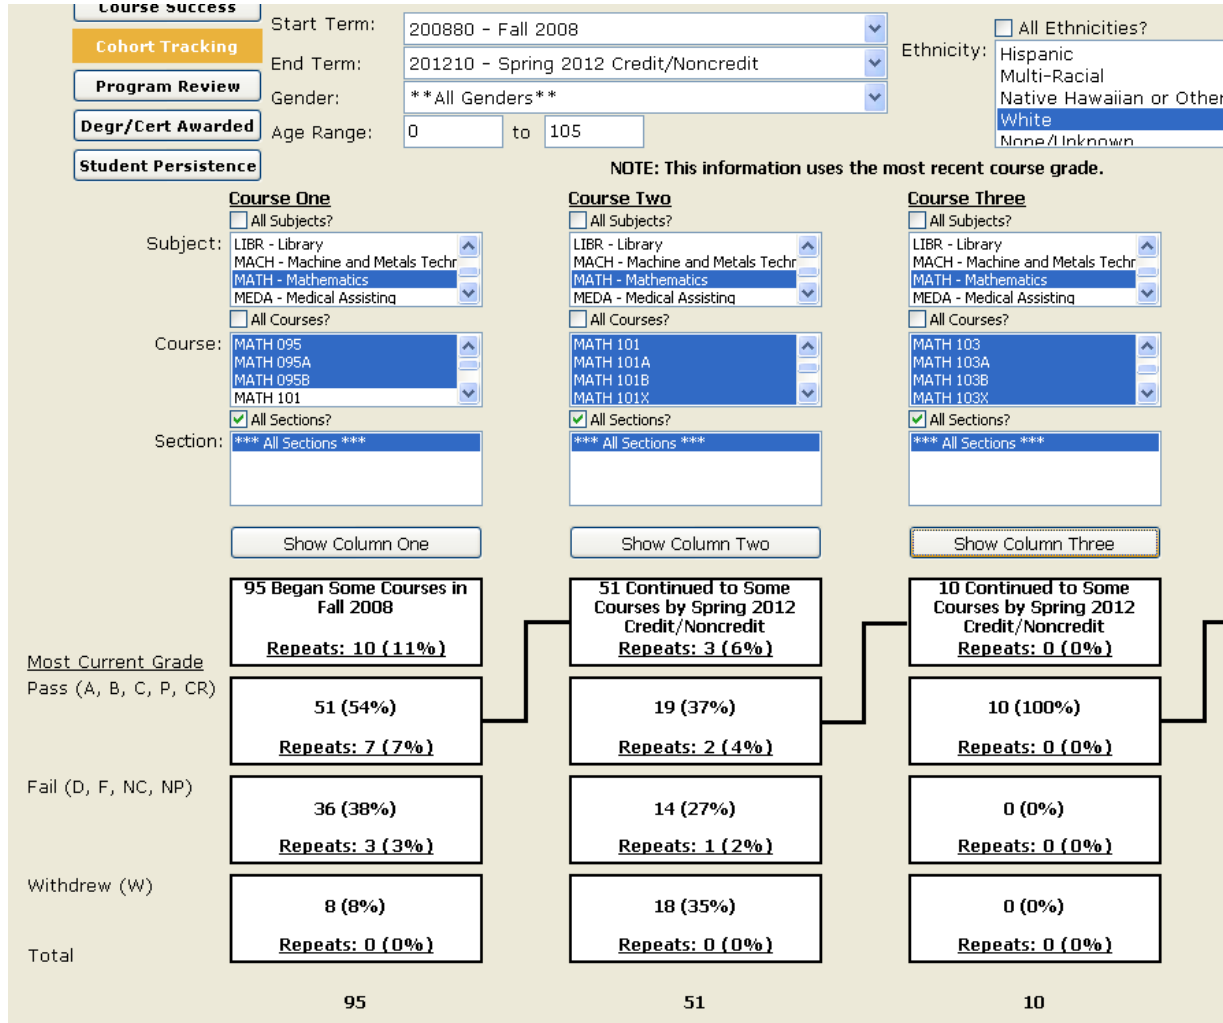 Course Success
Cohort Tracking
Program Review
Degr/Cert Awarded
Student Persistence
Start Term: 200880 - Fall 2008
End Term: 201210 - Spring 2012 Credit/Noncredit
Gender: **All Genders**
Age Range: 0 to 105
All Ethnicities?
Ethnicity: Hispanic
Multi-Racial
Native Hawaiian or Other
White
None/Unknown
NOTE: This information uses the most recent course grade.
Course One Course Two Course Three
All Subjects? All Subjects? All Subjects?
Subject: LIBR - Library LIBR - Library LIBR - Library
MACH - Machine and Metals Techr MACH - Machine and Metals Techr MACH - Machine and Metals Techr
MATH - Mathematics MATH - Mathematics MATH - Mathematics
MEDA - Medical Assisting MEDA - Medical Assisting MEDA - Medical Assisting
All Courses? All Courses? All Courses?
Course: MATH 095 MATH 101 MATH 103
MATH 095A MATH 101A MATH 103A
MATH 095B MATH 101B MATH 103B
MATH 101 MATH 101X MATH 103X
All Sections? All Sections? All Sections?
Section: *** All Sections *** *** All Sections *** *** All Sections ***
Show Column One Show Column Two Show Column Three
95 Began Some Courses in 51 Continued to Some 10 Continued to Some
Fall 2008 Courses by Spring 2012 Courses by Spring 2012
Credit/Noncredit Credit/Noncredit
Repeats: 10 (11%) Repeats: 3 (6%) Repeats: 0 (0%)
Most Current Grade
Pass (A, B, C, P, CR)
51 (54%) 19 (37%) 10 (100%)
Repeats: 7 (7%) Repeats: 2 (4%) Repeats: 0 (0%)
Fail (D, F, NC, NP)
36 (38%) 14 (27%) 0 (0%)
Repeats: 3 (3%) Repeats: 1 (2%) Repeats: 0 (0%)
Withdrew (W)
8 (8%) 18 (35%) 0 (0%)
Repeats: 0 (0%) Repeats: 0 (0%) Repeats: 0 (0%)
Total
95 51 10